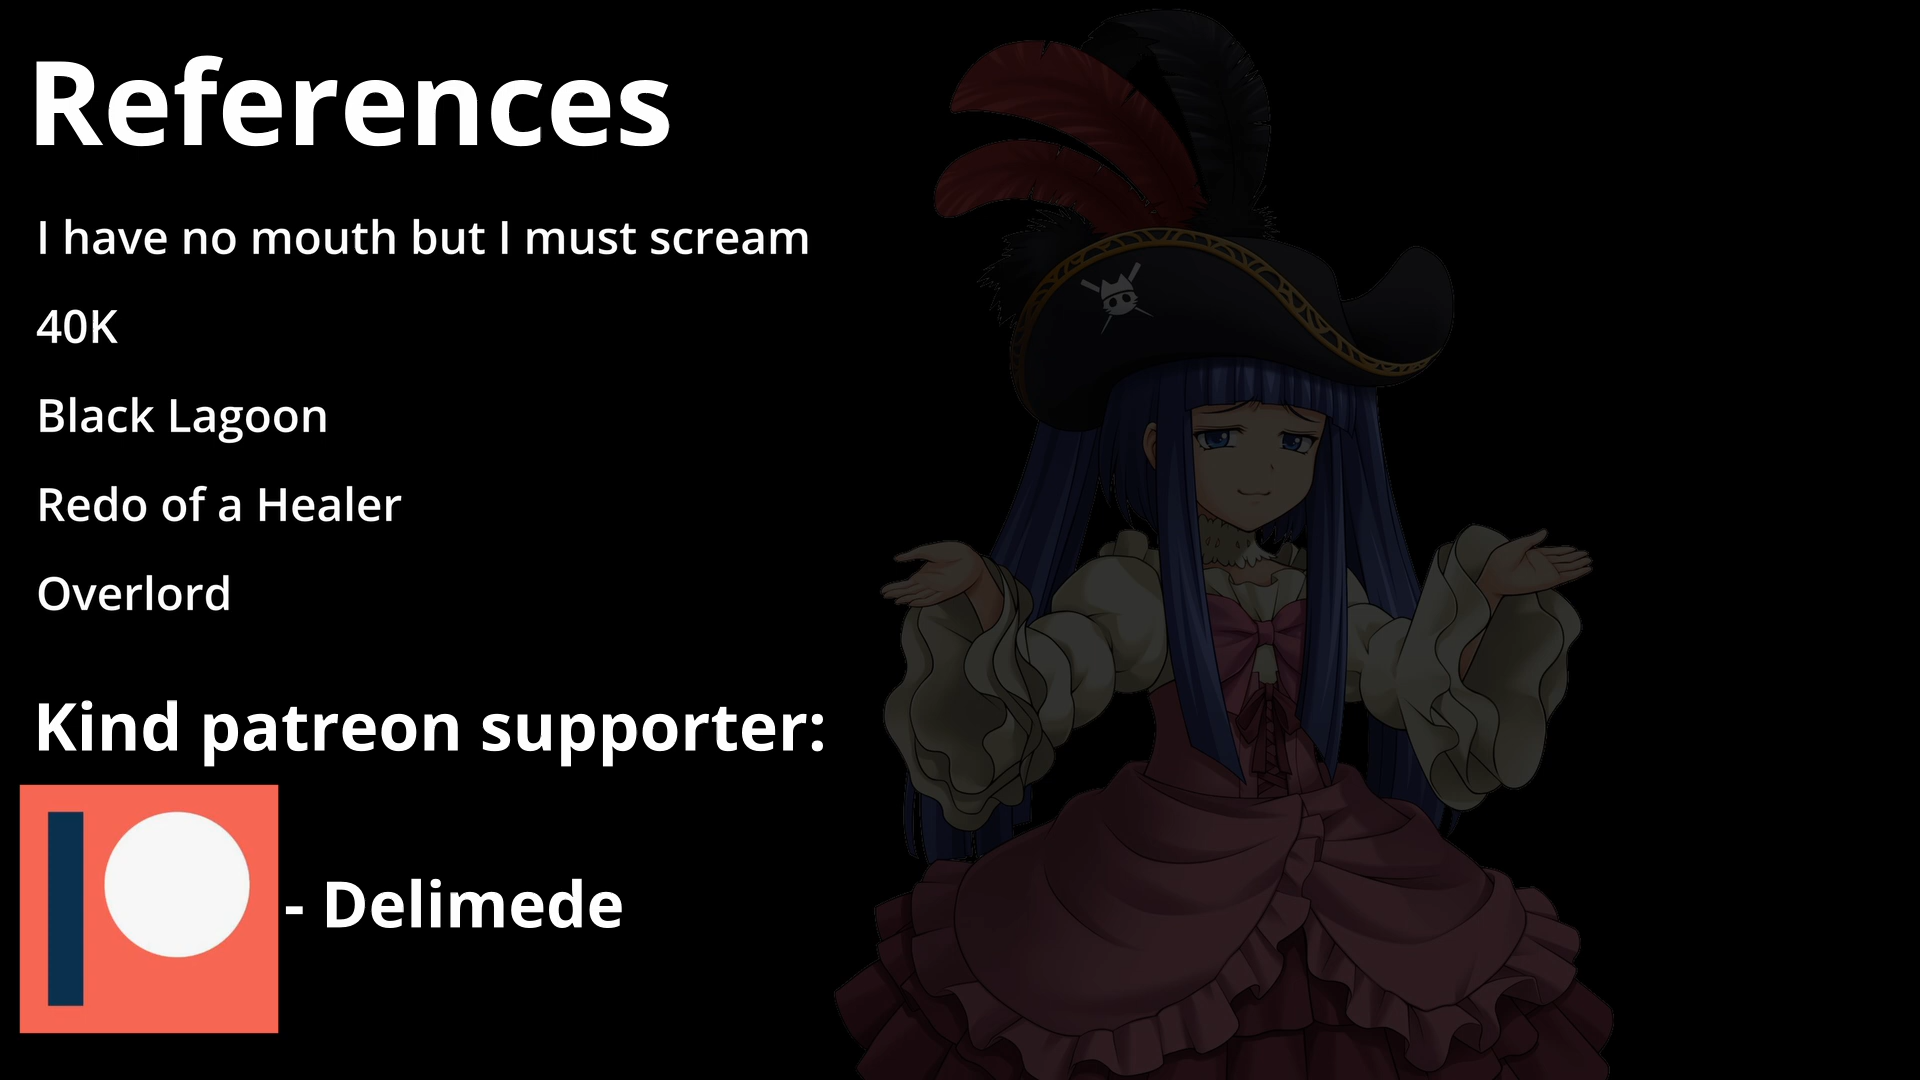 References
I have no mouth but I must scream
40K
Black Lagoon
Redo of a Healer
Overlord
Kind patreon supporter:
- Delimede